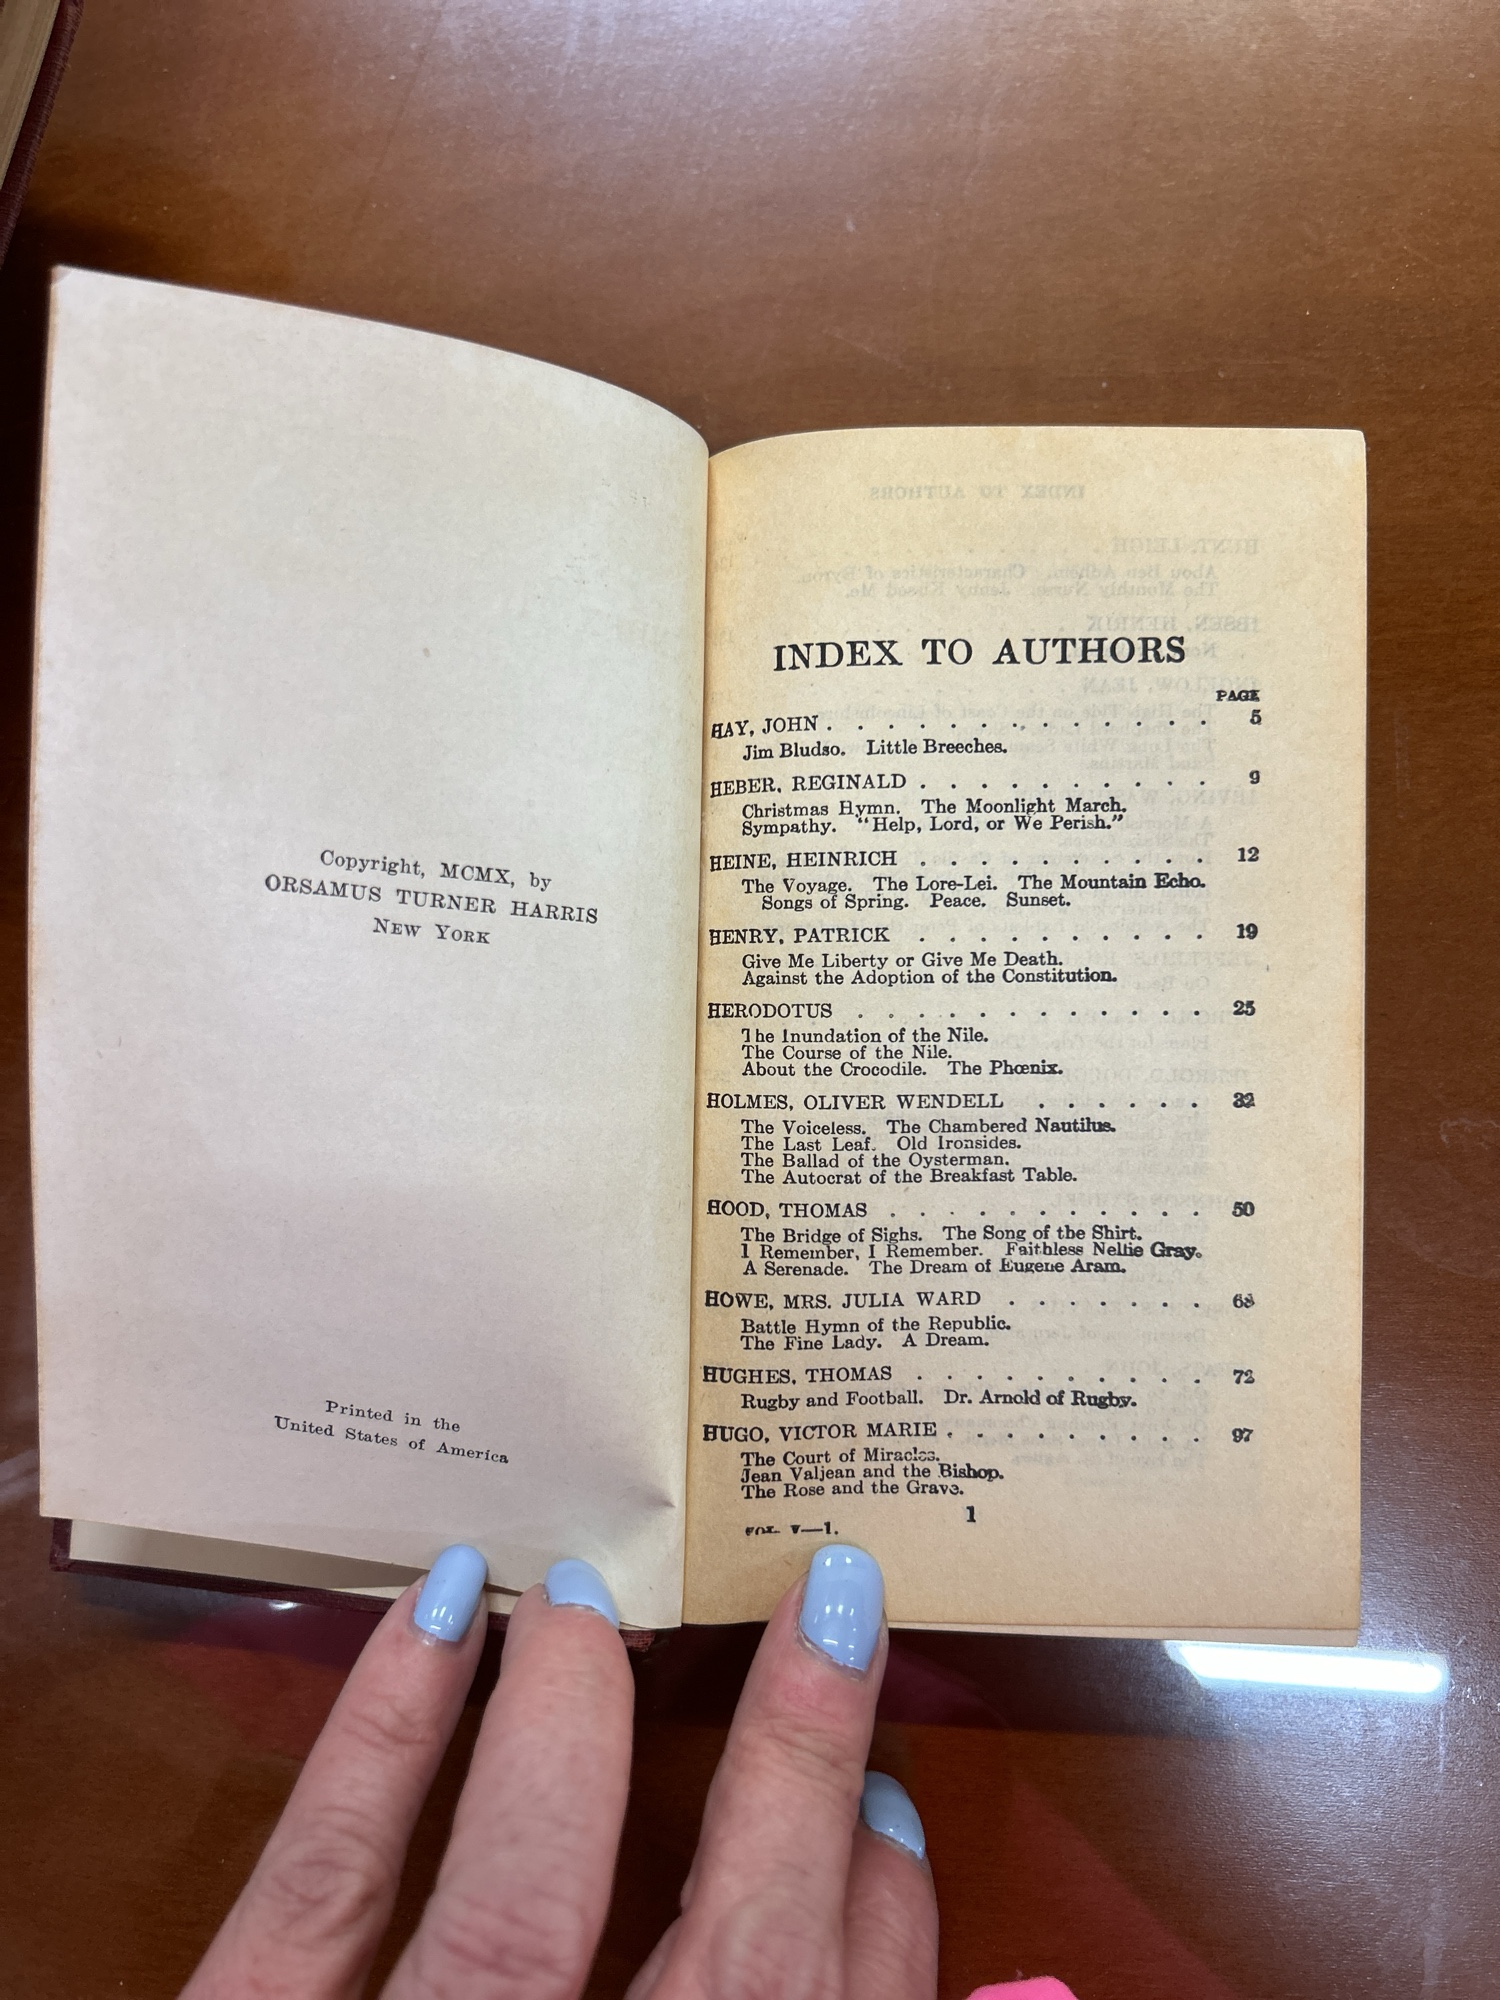 Copyright, MCMX, by
ORSAMUS TURNER HARRIS
NEW YORK
Printed in the
United States of America
INDEX TO AUTHORS
PAGE
HAY, JOHN . . . . . . . . . . . . . 5
Jim Bludso. Little Breeches.
HEBER, REGINALD . . . . . . . . . . 9
Christmas Hymn. The Moonlight March.
Sympathy. "Help, Lord, or We Perish."
HEINE, HEINRICH . . . . . . . . . . 12
The Voyage. The Lore-Lei. The Mountain Echo.
Songs of Spring. Peace. Sunset.
HENRY, PATRICK . . . . . . . . . . 19
Give Me Liberty or Give Me Death.
Against the Adoption of the Constitution.
HERODOTUS . . . . . . . . . . . . 25
The Inundation of the Nile.
The Course of the Nile.
About the Crocodile. The Phœnix.
HOLMES, OLIVER WENDELL . . . . . . 32
The Voiceless. The Chambered Nautilus.
The Last Leaf. Old Ironsides.
The Ballad of the Oysterman.
The Autocrat of the Breakfast Table.
HOOD, THOMAS . . . . . . . . . . . 50
The Bridge of Sighs. The Song of the Shirt.
I Remember, I Remember. Faithless Nellie Gray.
A Serenade. The Dream of Eugene Aram.
HOWE, MRS. JULIA WARD . . . . . . . 68
Battle Hymn of the Republic.
The Fine Lady. A Dream.
HUGHES, THOMAS . . . . . . . . . . 72
Rugby and Football. Dr. Arnold of Rugby.
HUGO, VICTOR MARIE . . . . . . . . . 97
The Court of Miracles.
Jean Valjean and the Bishop.
The Rose and the Grave.
1
VOL. V—1.